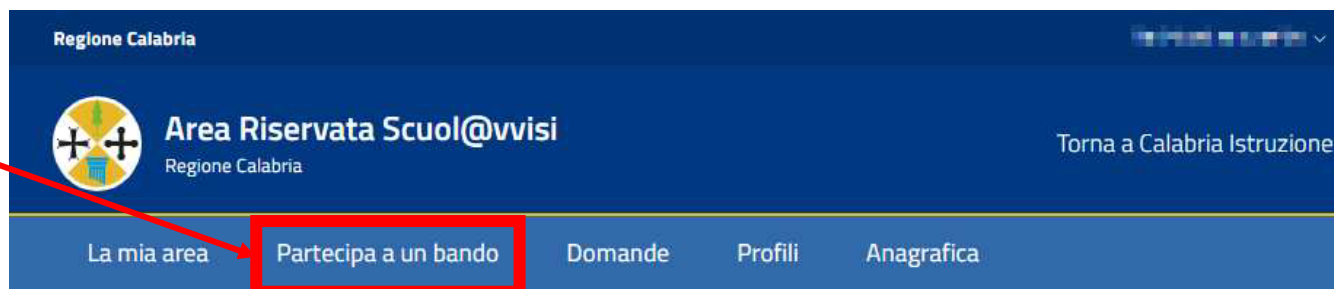 Regione Calabria
Area Riservata Scuol@vvisi
Regione Calabria
Torna a Calabria Istruzione
La mia area Partecipa a un bando Domande Profili Anagrafica